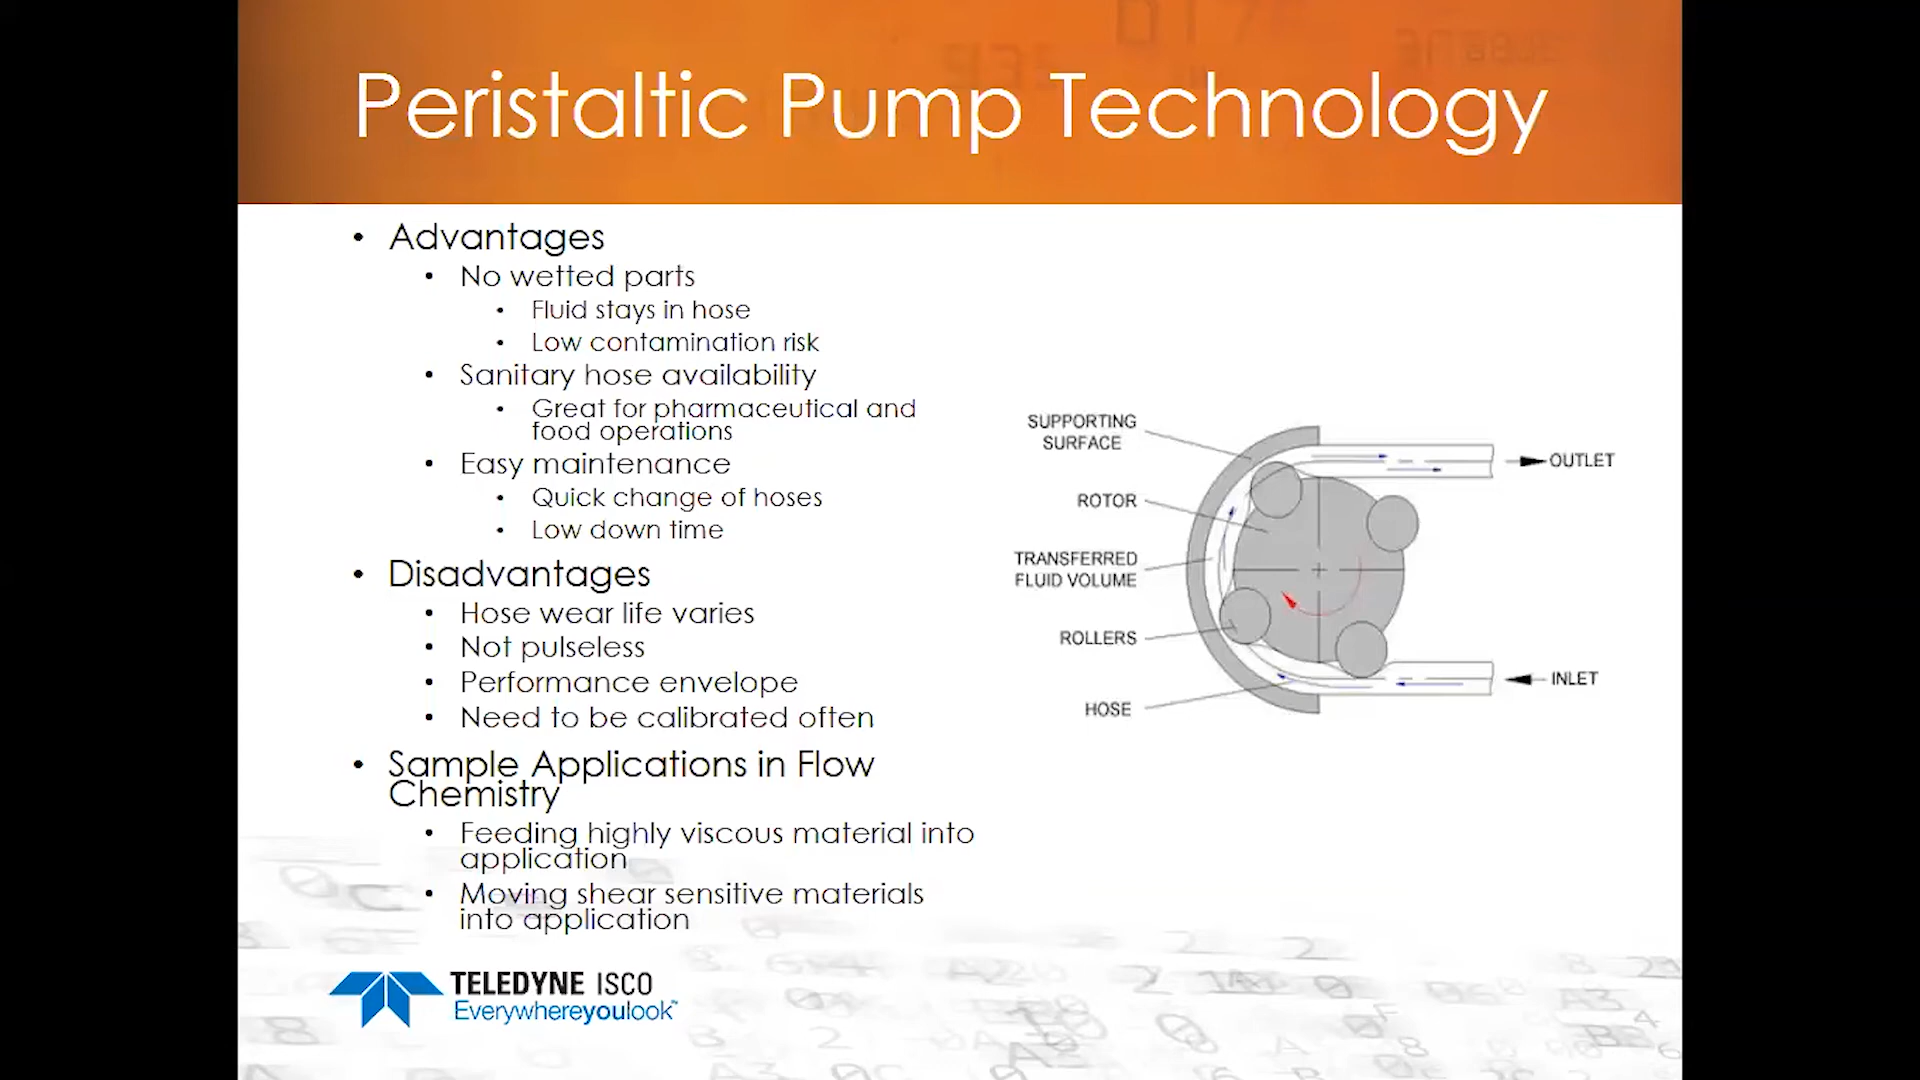 Peristaltic Pump Technology
• Advantages
• No wetted parts
• Fluid stays in hose
• Low contamination risk
• Sanitary hose availability
• Great for pharmaceutical and
food operations
• Easy maintenance
• Quick change of hoses
• Low down time
• Disadvantages
• Hose wear life varies
• Not pulseless
• Performance envelope
• Need to be calibrated often
• Sample Applications in Flow
Chemistry
• Feeding highly viscous material into
application
• Moving shear sensitive materials
into application
SUPPORTING
SURFACE
ROTOR
TRANSFERRED
FLUID VOLUME
ROLLERS
HOSE
OUTLET
INLET
TELEDYNE ISCO
Everywhereyoulook™